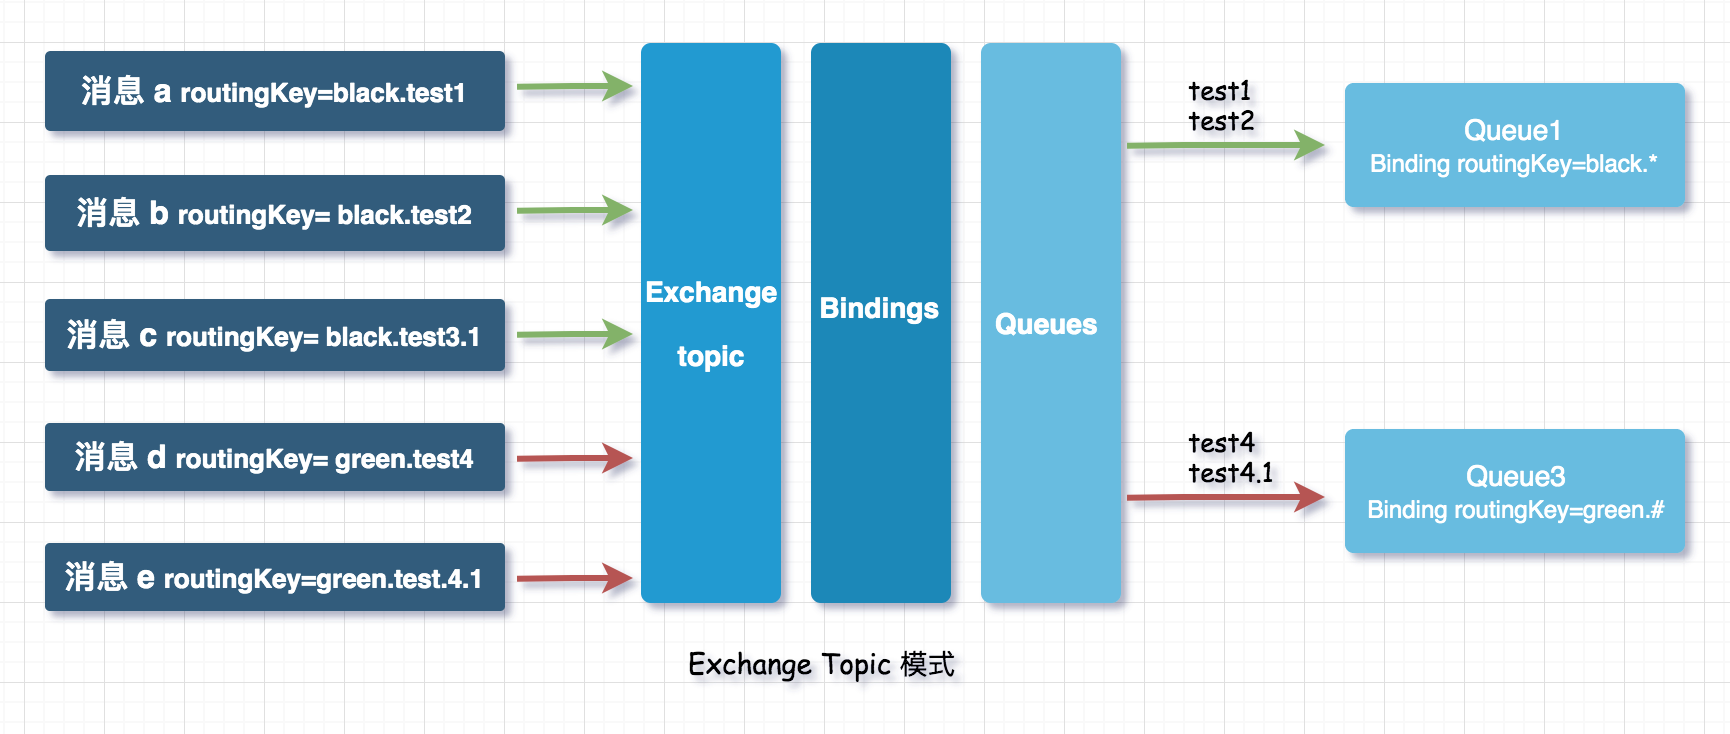 消息 a routingKey=black.test1
消息 b routingKey= black.test2
消息 c routingKey= black.test3.1
消息 d routingKey= green.test4
消息 e routingKey=green.test.4.1
Exchange
topic
Bindings
Queues
test1
test2
Queue1
Binding routingKey=black.*
test4
test4.1
Queue3
Binding routingKey=green.#
Exchange Topic 模式